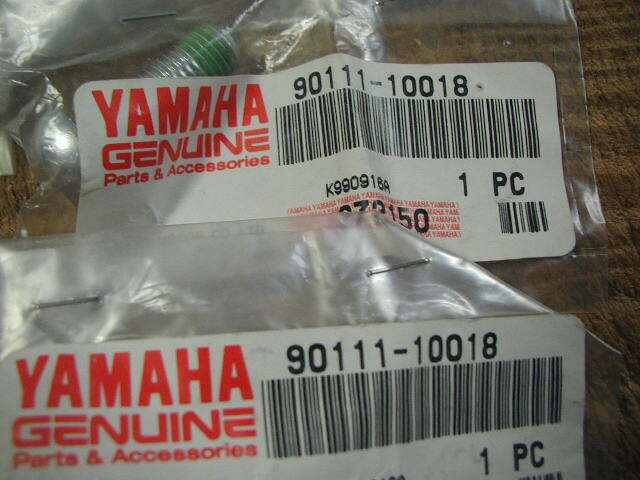 YAMAHA
GENUINE
Parts & Accessories
90111-10018
K990916A
1 PC
YAMAHA
GENUINE
Parts & Accessories
90111-10018
1 PC